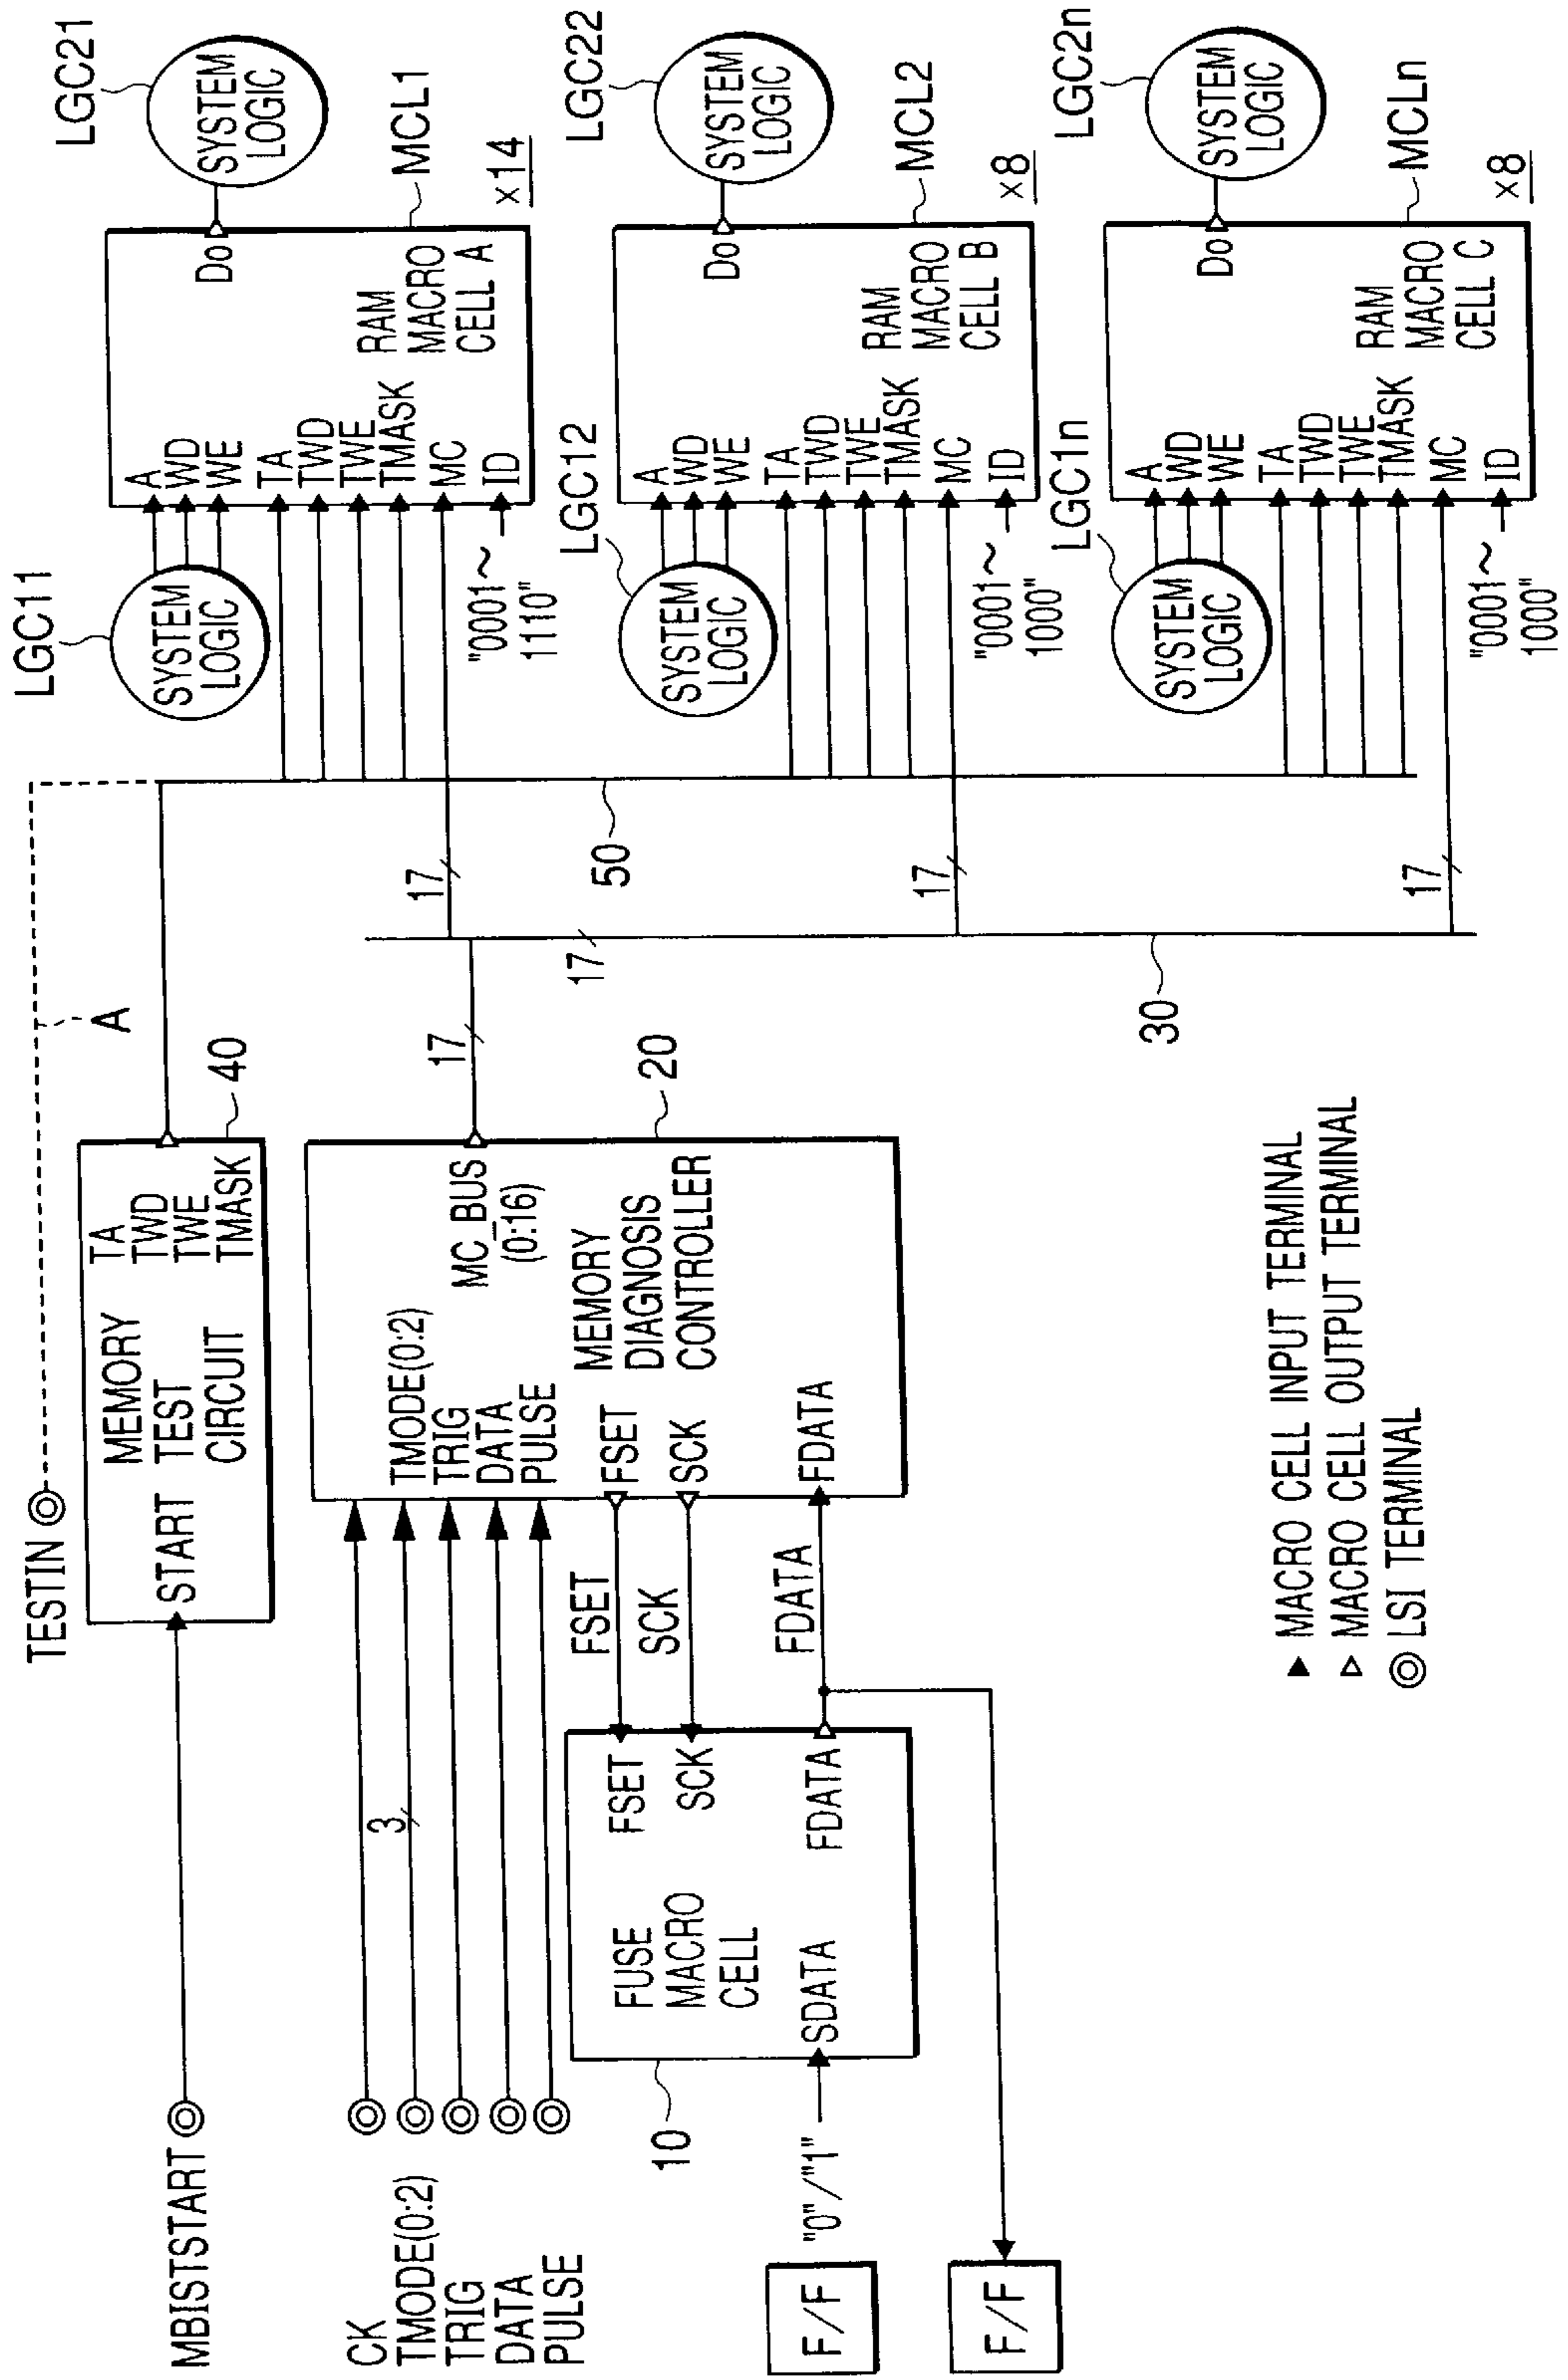 MBISTSTART
CK
TMODE(0:2)
TRIG
DATA
PULSE
F/F
"0"/"1"
F/F
10
FUSE
MACRO
CELL
SDATA
FSET
SCK
FDATA
3
FSET
SCK
FDATA
TESTIN
START
MEMORY
TEST
CIRCUIT
TA
TWD
TWE
TMASK
40
A
TMODE(0:2)
TRIG
DATA
PULSE
FSET
SCK
FDATA
MC_BUS
(0:16)
MEMORY
DIAGNOSIS
CONTROLLER
20
17
17
30
50
17
17
17
LGC11
SYSTEM
LOGIC
"0001~
1110"
A
WD
WE
TA
TWD
TWE
TMASK
MC
ID
RAM
MACRO
CELL A
Do
LGC21
SYSTEM
LOGIC
MCL1
×14
LGC12
SYSTEM
LOGIC
"0001~
1000"
A
WD
WE
TA
TWD
TWE
TMASK
MC
ID
RAM
MACRO
CELL B
Do
LGC22
SYSTEM
LOGIC
MCL2
×8
LGC1n
SYSTEM
LOGIC
"0001~
1000"
A
WD
WE
TA
TWD
TWE
TMASK
MC
ID
RAM
MACRO
CELL C
Do
LGC2n
SYSTEM
LOGIC
MCLn
×8
MACRO CELL INPUT TERMINAL
MACRO CELL OUTPUT TERMINAL
LSI TERMINAL